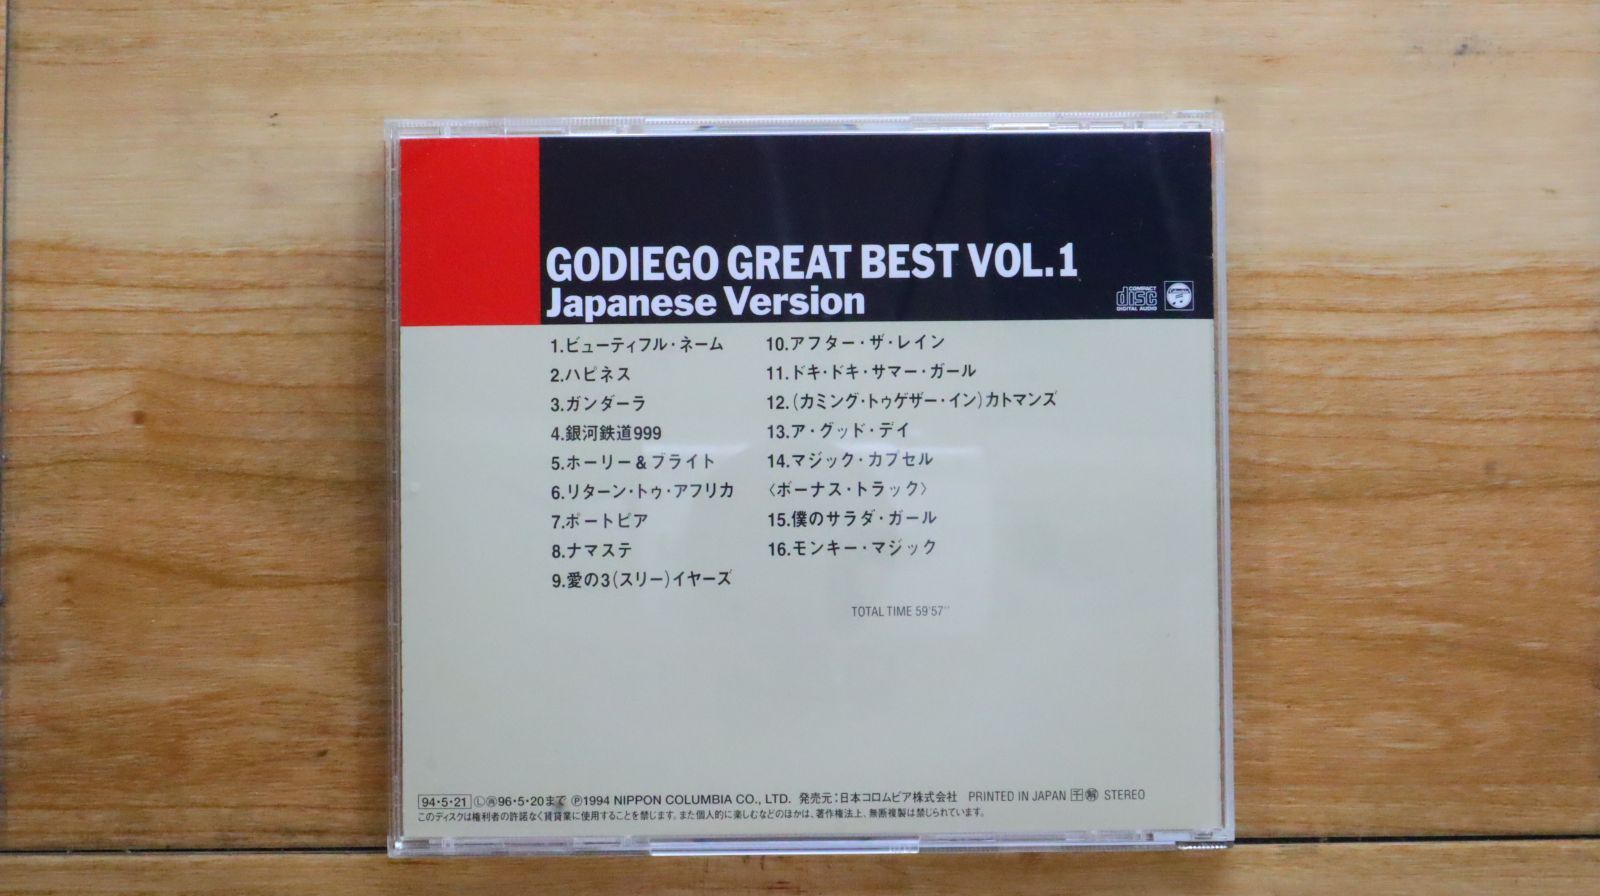 GODIEGO GREAT BEST VOL.1
Japanese Version
COMPACT
disc
DIGITAL AUDIO
1.ビューティフル・ネーム
2.ハピネス
3.ガンダーラ
4.銀河鉄道999
5.ホーリー&ブライト
6.リターン・トゥ・アフリカ
7.ポートピア
8.ナマステ
9.愛の3(スリー)イヤーズ
10.アフター・ザ・レイン
11.ドキ・ドキ・サマー・ガール
12.(カミング・トゥゲザー・イン)カトマンズ
13.ア・グッド・デイ
14.マジック・カプセル
〈ボーナス・トラック〉
15.僕のサラダ・ガール
16.モンキー・マジック
TOTAL TIME 59'57''
94・5・21 Ⓛ 96・5・20まで Ⓟ1994 NIPPON COLUMBIA CO., LTD. 発売元:日本コロムビア株式会社 PRINTED IN JAPAN STEREO
このディスクは権利者の許諾なく賃貸業に使用することを禁じます。また個人的に楽しむなどのほかは、著作権法上、無断複製は禁じられています。